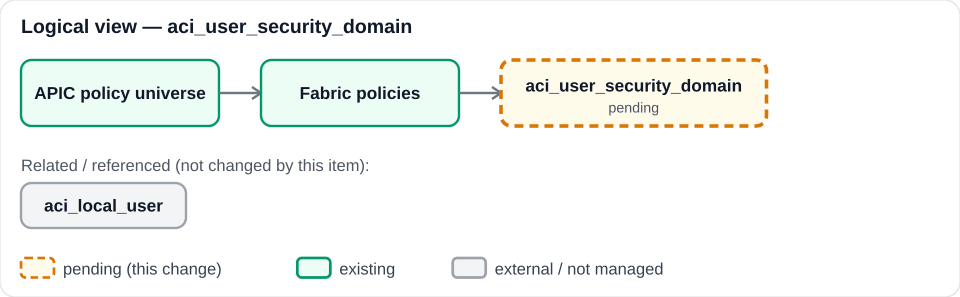 Logical view — aci_user_security_domain
APIC policy universe
Fabric policies
aci_user_security_domain
pending
Related / referenced (not changed by this item):
aci_local_user
pending (this change)
existing
external / not managed